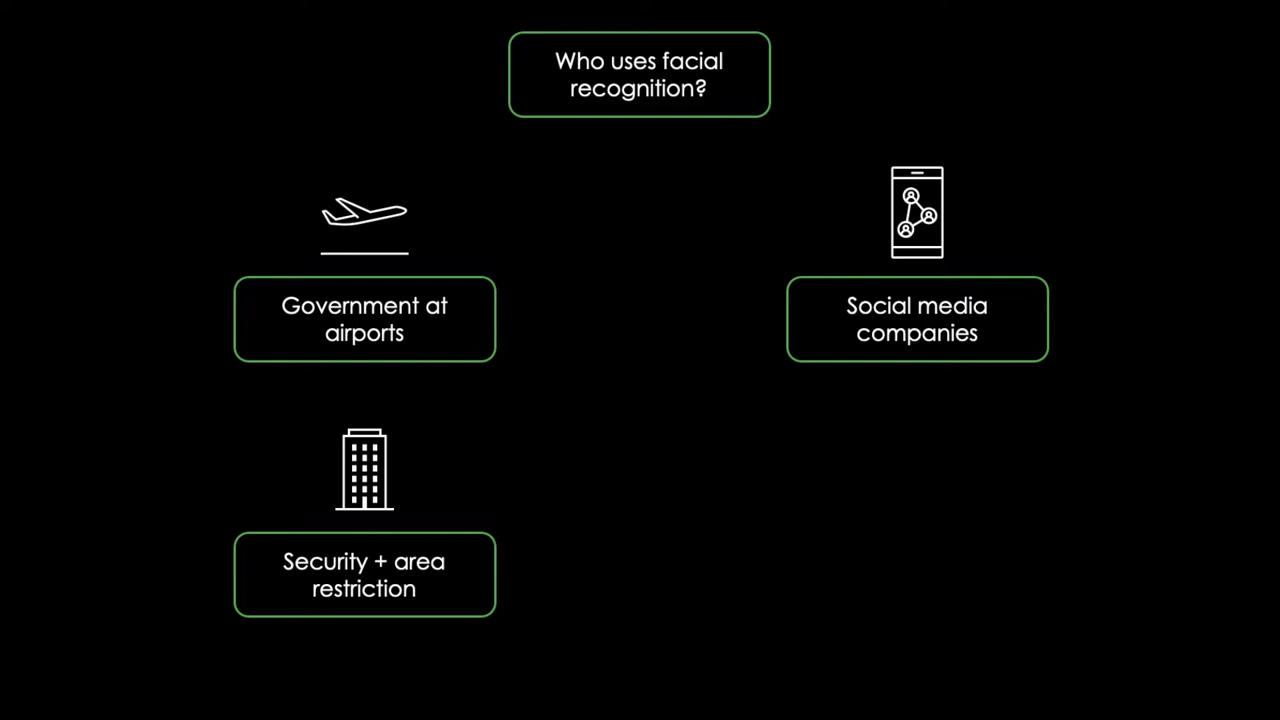 Who uses facial
recognition?
Government at
airports
Social media
companies
Security + area
restriction